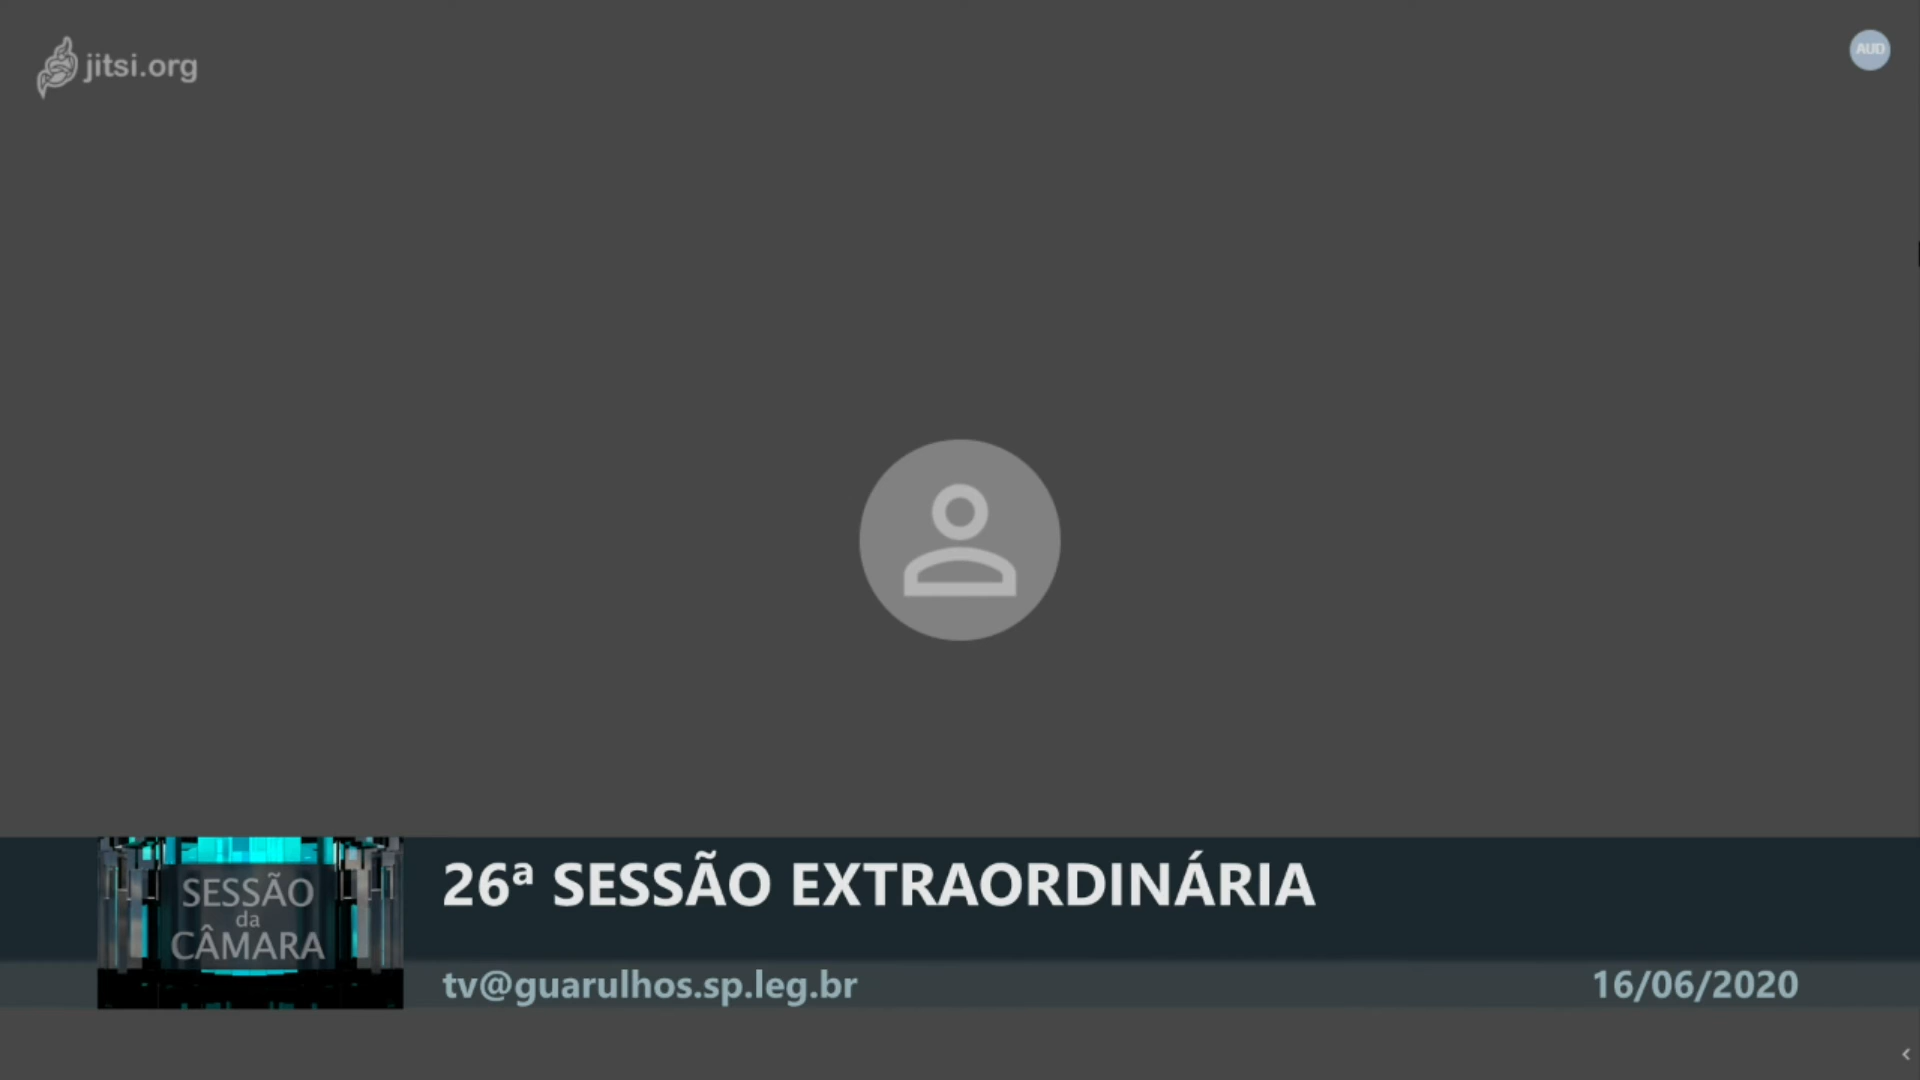 jitsi.org
AUD
SESSÃO
da
CÂMARA
26ª SESSÃO EXTRAORDINÁRIA
tv@guarulhos.sp.leg.br
16/06/2020